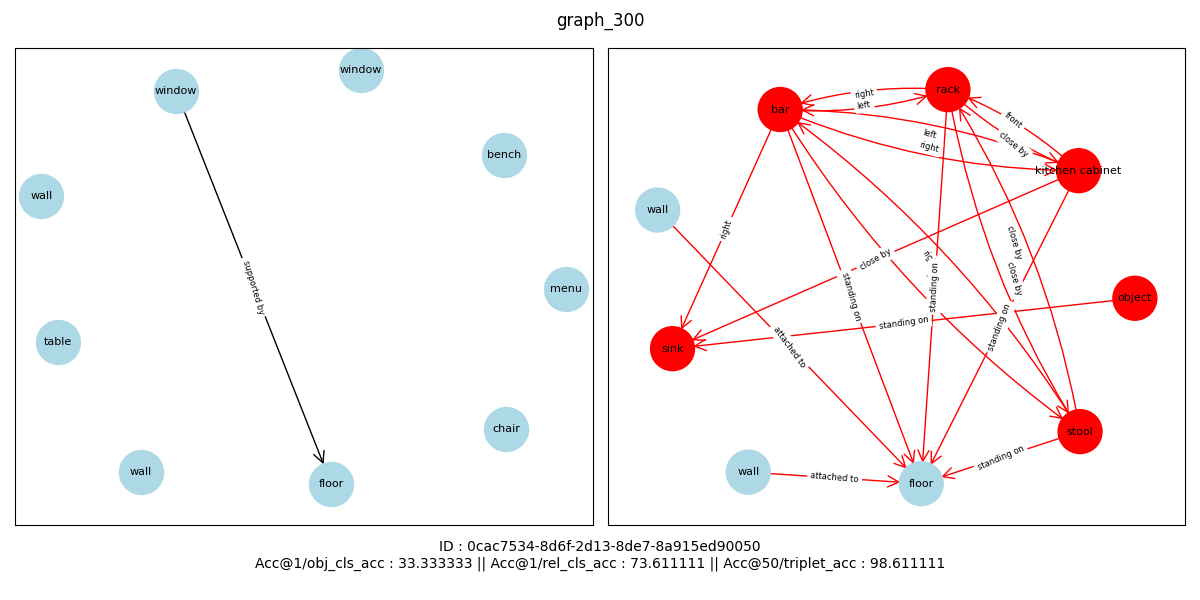 graph_300
window
window
bench
wall
menu
supported by
table
chair
wall
floor
rack
bar
right
left
front
close by
left
right
kitchen cabinet
wall
right
close by
close by
close by
standing on
standing on
object
standing on
standing on
attached to
sink
stool
standing on
wall
attached to
floor
ID : 0cac7534-8d6f-2d13-8de7-8a915ed90050
Acc@1/obj_cls_acc : 33.333333 || Acc@1/rel_cls_acc : 73.611111 || Acc@50/triplet_acc : 98.611111